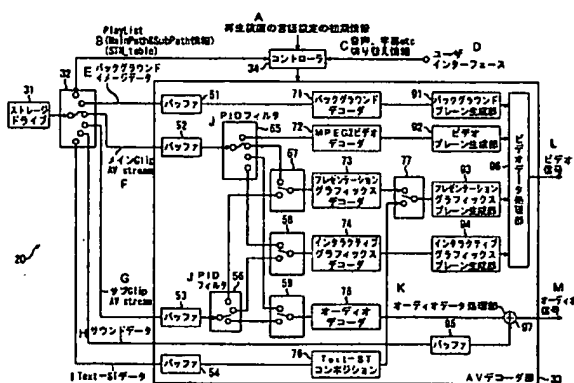 A
再生装置の言語設定の初期情報
PlayList
B (MainPath&SubPath情報)
(STN_table)
コントローラ
34
C 音声、字幕etc
切り替え情報
D
ユーザ
インターフェース
E バックグラウンド
イメージデータ
31
ストレージ
ドライブ
32
バッファ
51
71
バックグラウンド
デコーダ
91
バックグラウンド
プレーン生成部
52
バッファ
J PIDフィルタ
55
72
MPEG2ビデオ
デコーダ
92
ビデオ
プレーン生成部
96
ビデオデータ処理部
L
ビデオ
信号
メインClip
AV stream
F
57
73
プレゼンテーション
グラフィックス
デコーダ
77
93
プレゼンテーション
グラフィックス
プレーン生成部
58
74
インタラクティブ
グラフィックス
デコーダ
94
インタラクティブ
グラフィックス
プレーン生成部
20
G
サブClip
AV stream
53
バッファ
J PID
フィルタ
56
59
75
オーディオ
デコーダ
K
オーディオデータ処理部
M
オーディオ
信号
97
H サウンドデータ
95
バッファ
I Text-STデータ
バッファ
54
76
Text-ST
コンポジション
AVデコーダ部
33